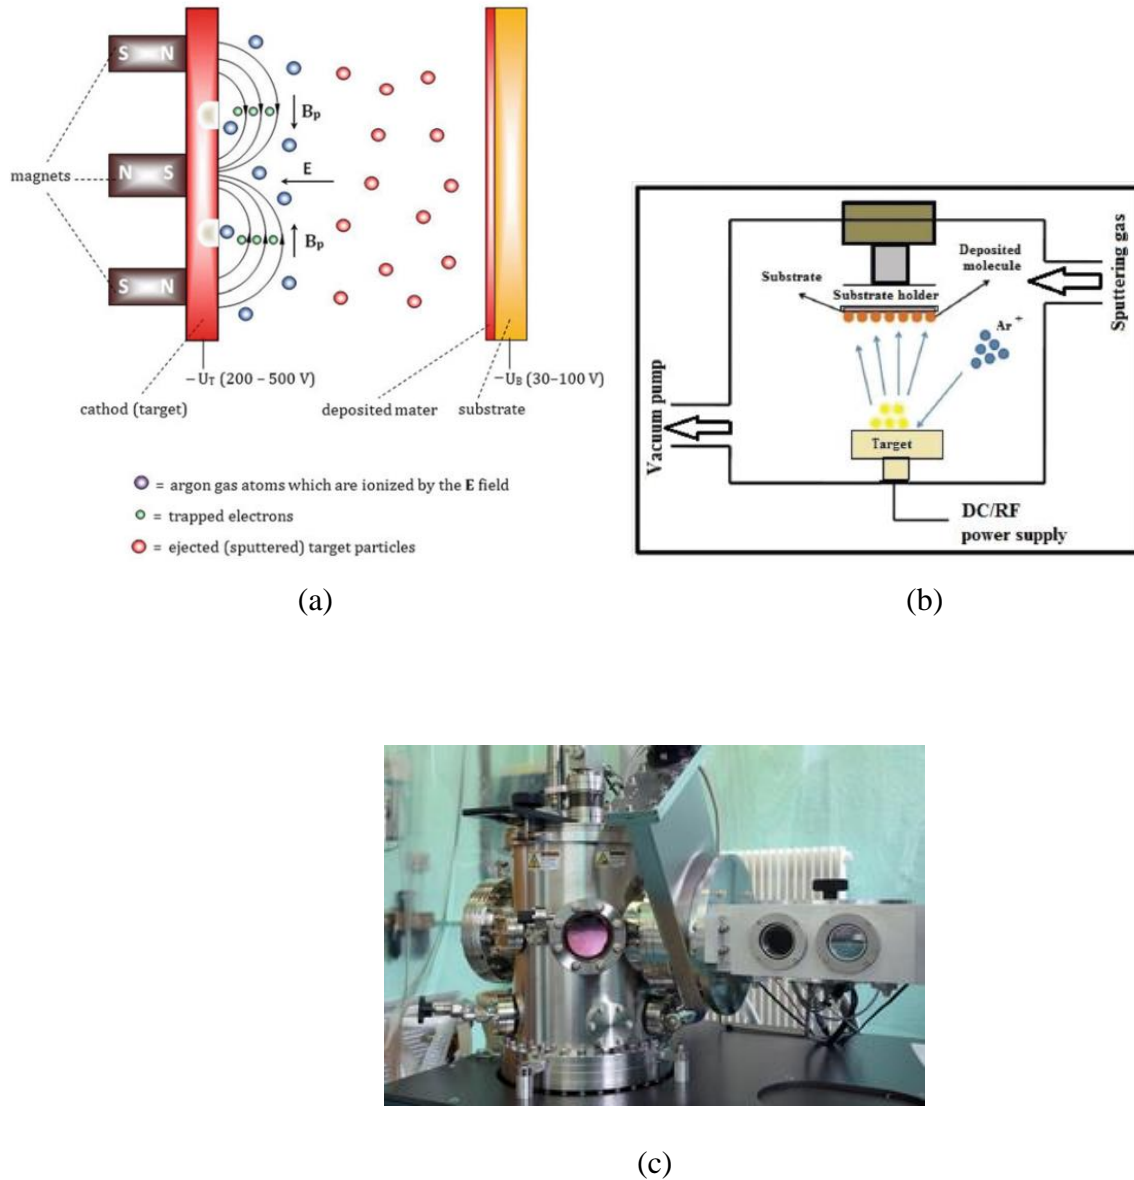 S N
N S
S N
magnets
Bₚ
E
Bₚ
−Uᴛ (200 – 500 V)
−Uʙ (30–100 V)
cathod (target)
deposited mater
substrate
= argon gas atoms which are ionized by the E field
= trapped electrons
= ejected (sputtered) target particles
(a)
Substrate
Deposited
molecule
Substrate holder
Ar +
Sputtering gas
Vacuum pump
Target
DC/RF
power supply
(b)
(c)